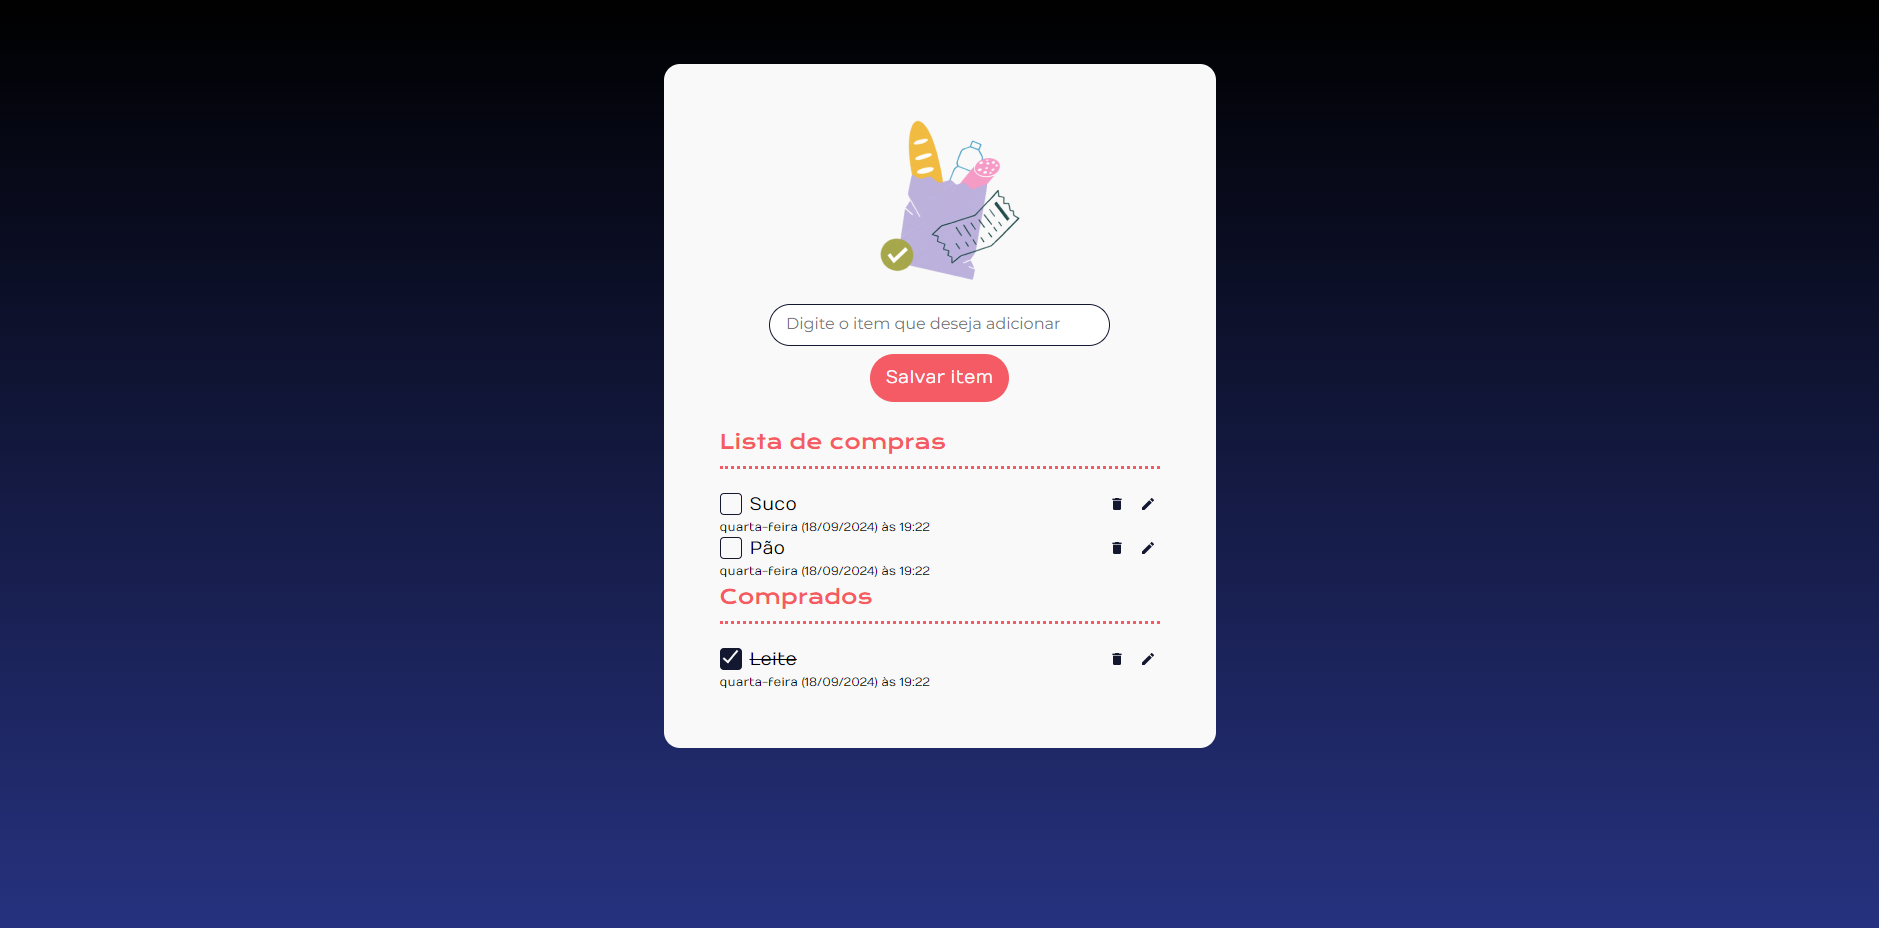 Digite o item que deseja adicionar
Salvar item
Lista de compras
Suco
quarta-feira (18/09/2024) às 19:22
Pão
quarta-feira (18/09/2024) às 19:22
Comprados
Leite
quarta-feira (18/09/2024) às 19:22